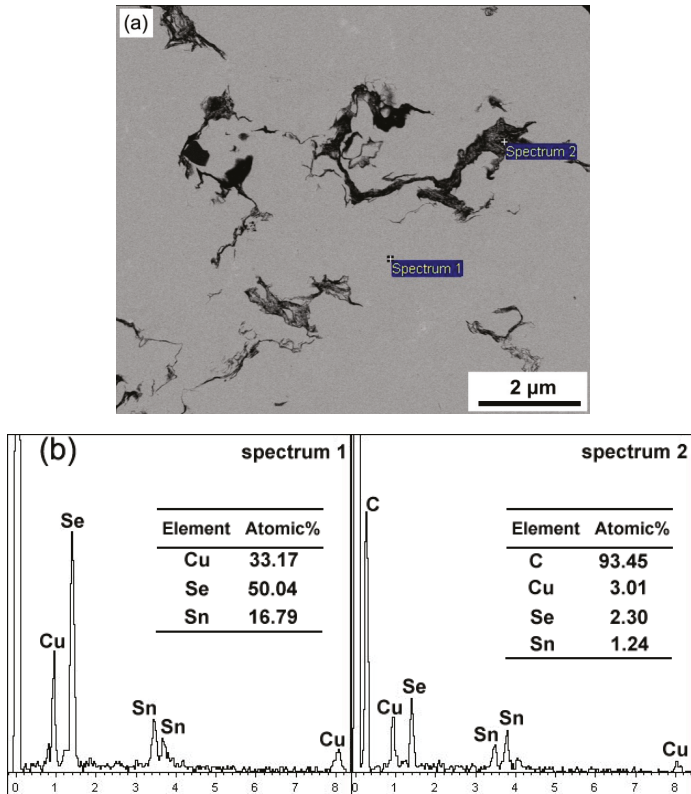 (a)
Spectrum 2
Spectrum 1
2 µm
(b)
spectrum 1
Se
Element Atomic%
Cu 33.17
Se 50.04
Sn 16.79
Cu
Sn
Sn
Cu
0 1 2 3 4 5 6 7 8
spectrum 2
C
Element Atomic%
C 93.45
Cu 3.01
Se 2.30
Sn 1.24
Se
Cu
Sn
Sn
Cu
0 1 2 3 4 5 6 7 8